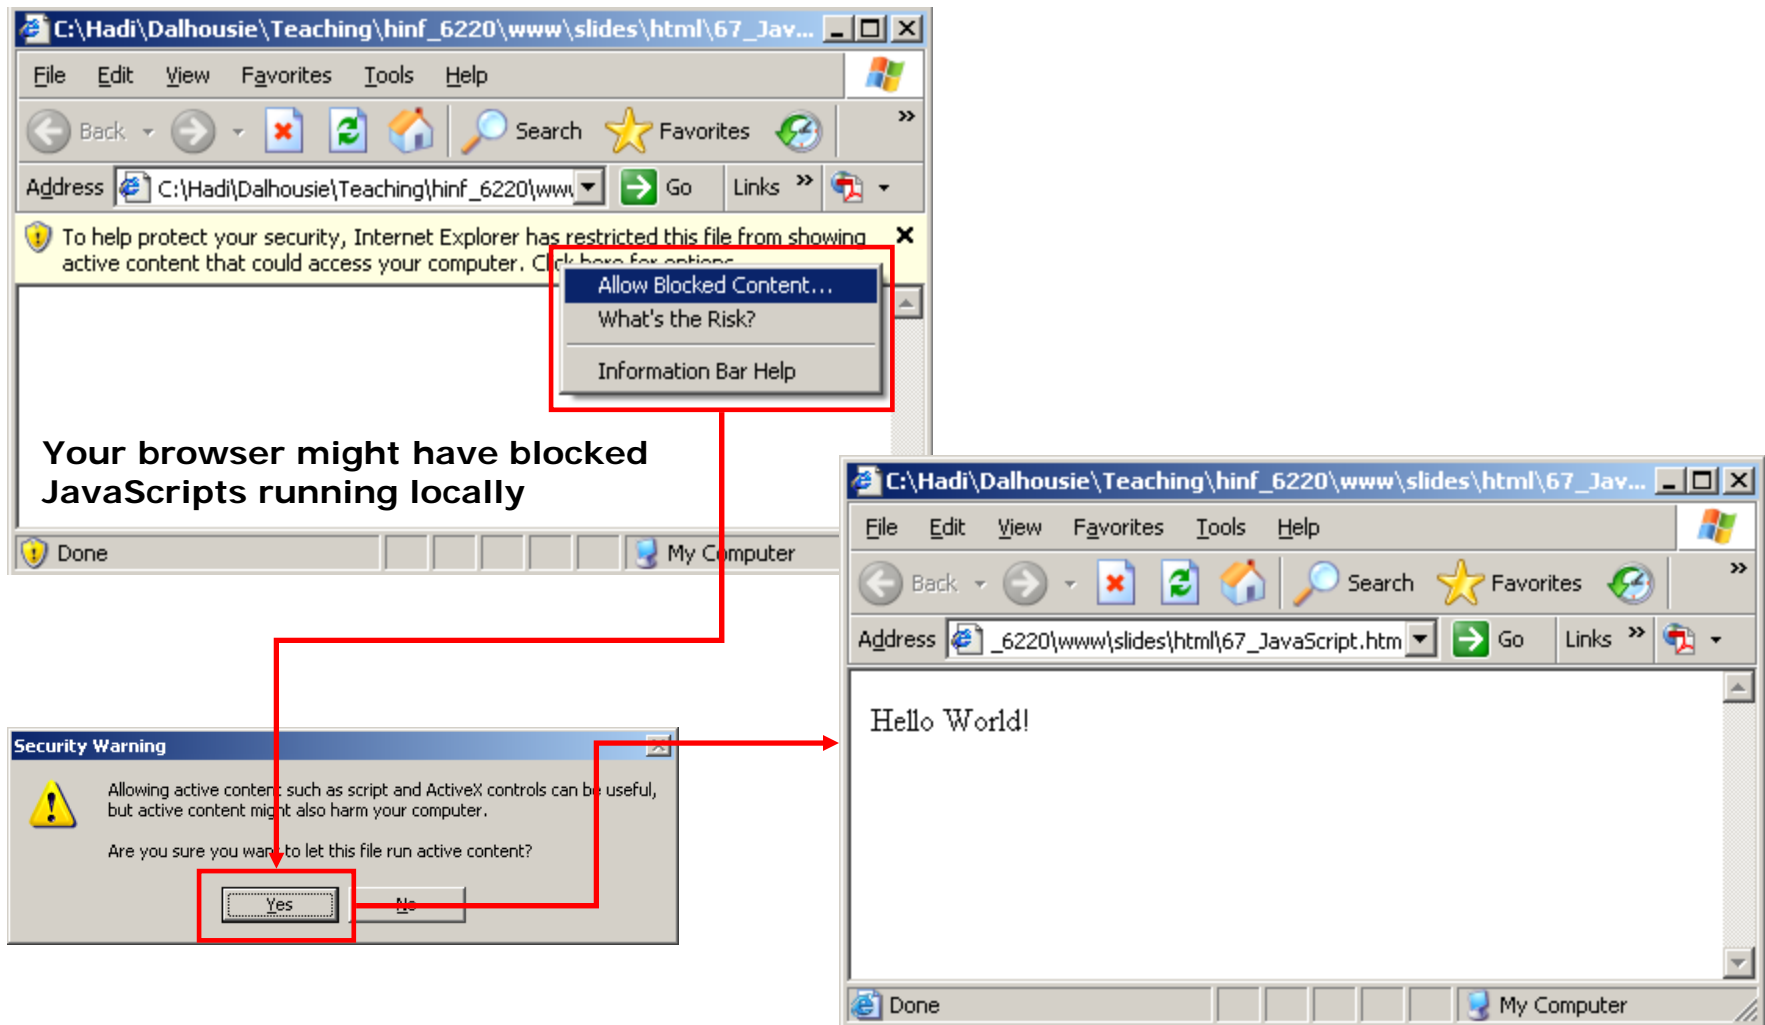 C:\Hadi\Dalhousie\Teaching\hinf_6220\www\slides\html\67_Jav...
File Edit View Favorites Tools Help
Back Search Favorites »
Address C:\Hadi\Dalhousie\Teaching\hinf_6220\www Go Links »
To help protect your security, Internet Explorer has restricted this file from showing
active content that could access your computer. Click here for options...
Allow Blocked Content...
What's the Risk?
Information Bar Help
Your browser might have blocked
JavaScripts running locally
Done My Computer
C:\Hadi\Dalhousie\Teaching\hinf_6220\www\slides\html\67_Jav...
File Edit View Favorites Tools Help
Back Search Favorites »
Address _6220\www\slides\html\67_JavaScript.htm Go Links »
Hello World!
Done My Computer
Security Warning
Allowing active content such as script and ActiveX controls can be useful,
but active content might also harm your computer.
Are you sure you want to let this file run active content?
Yes No